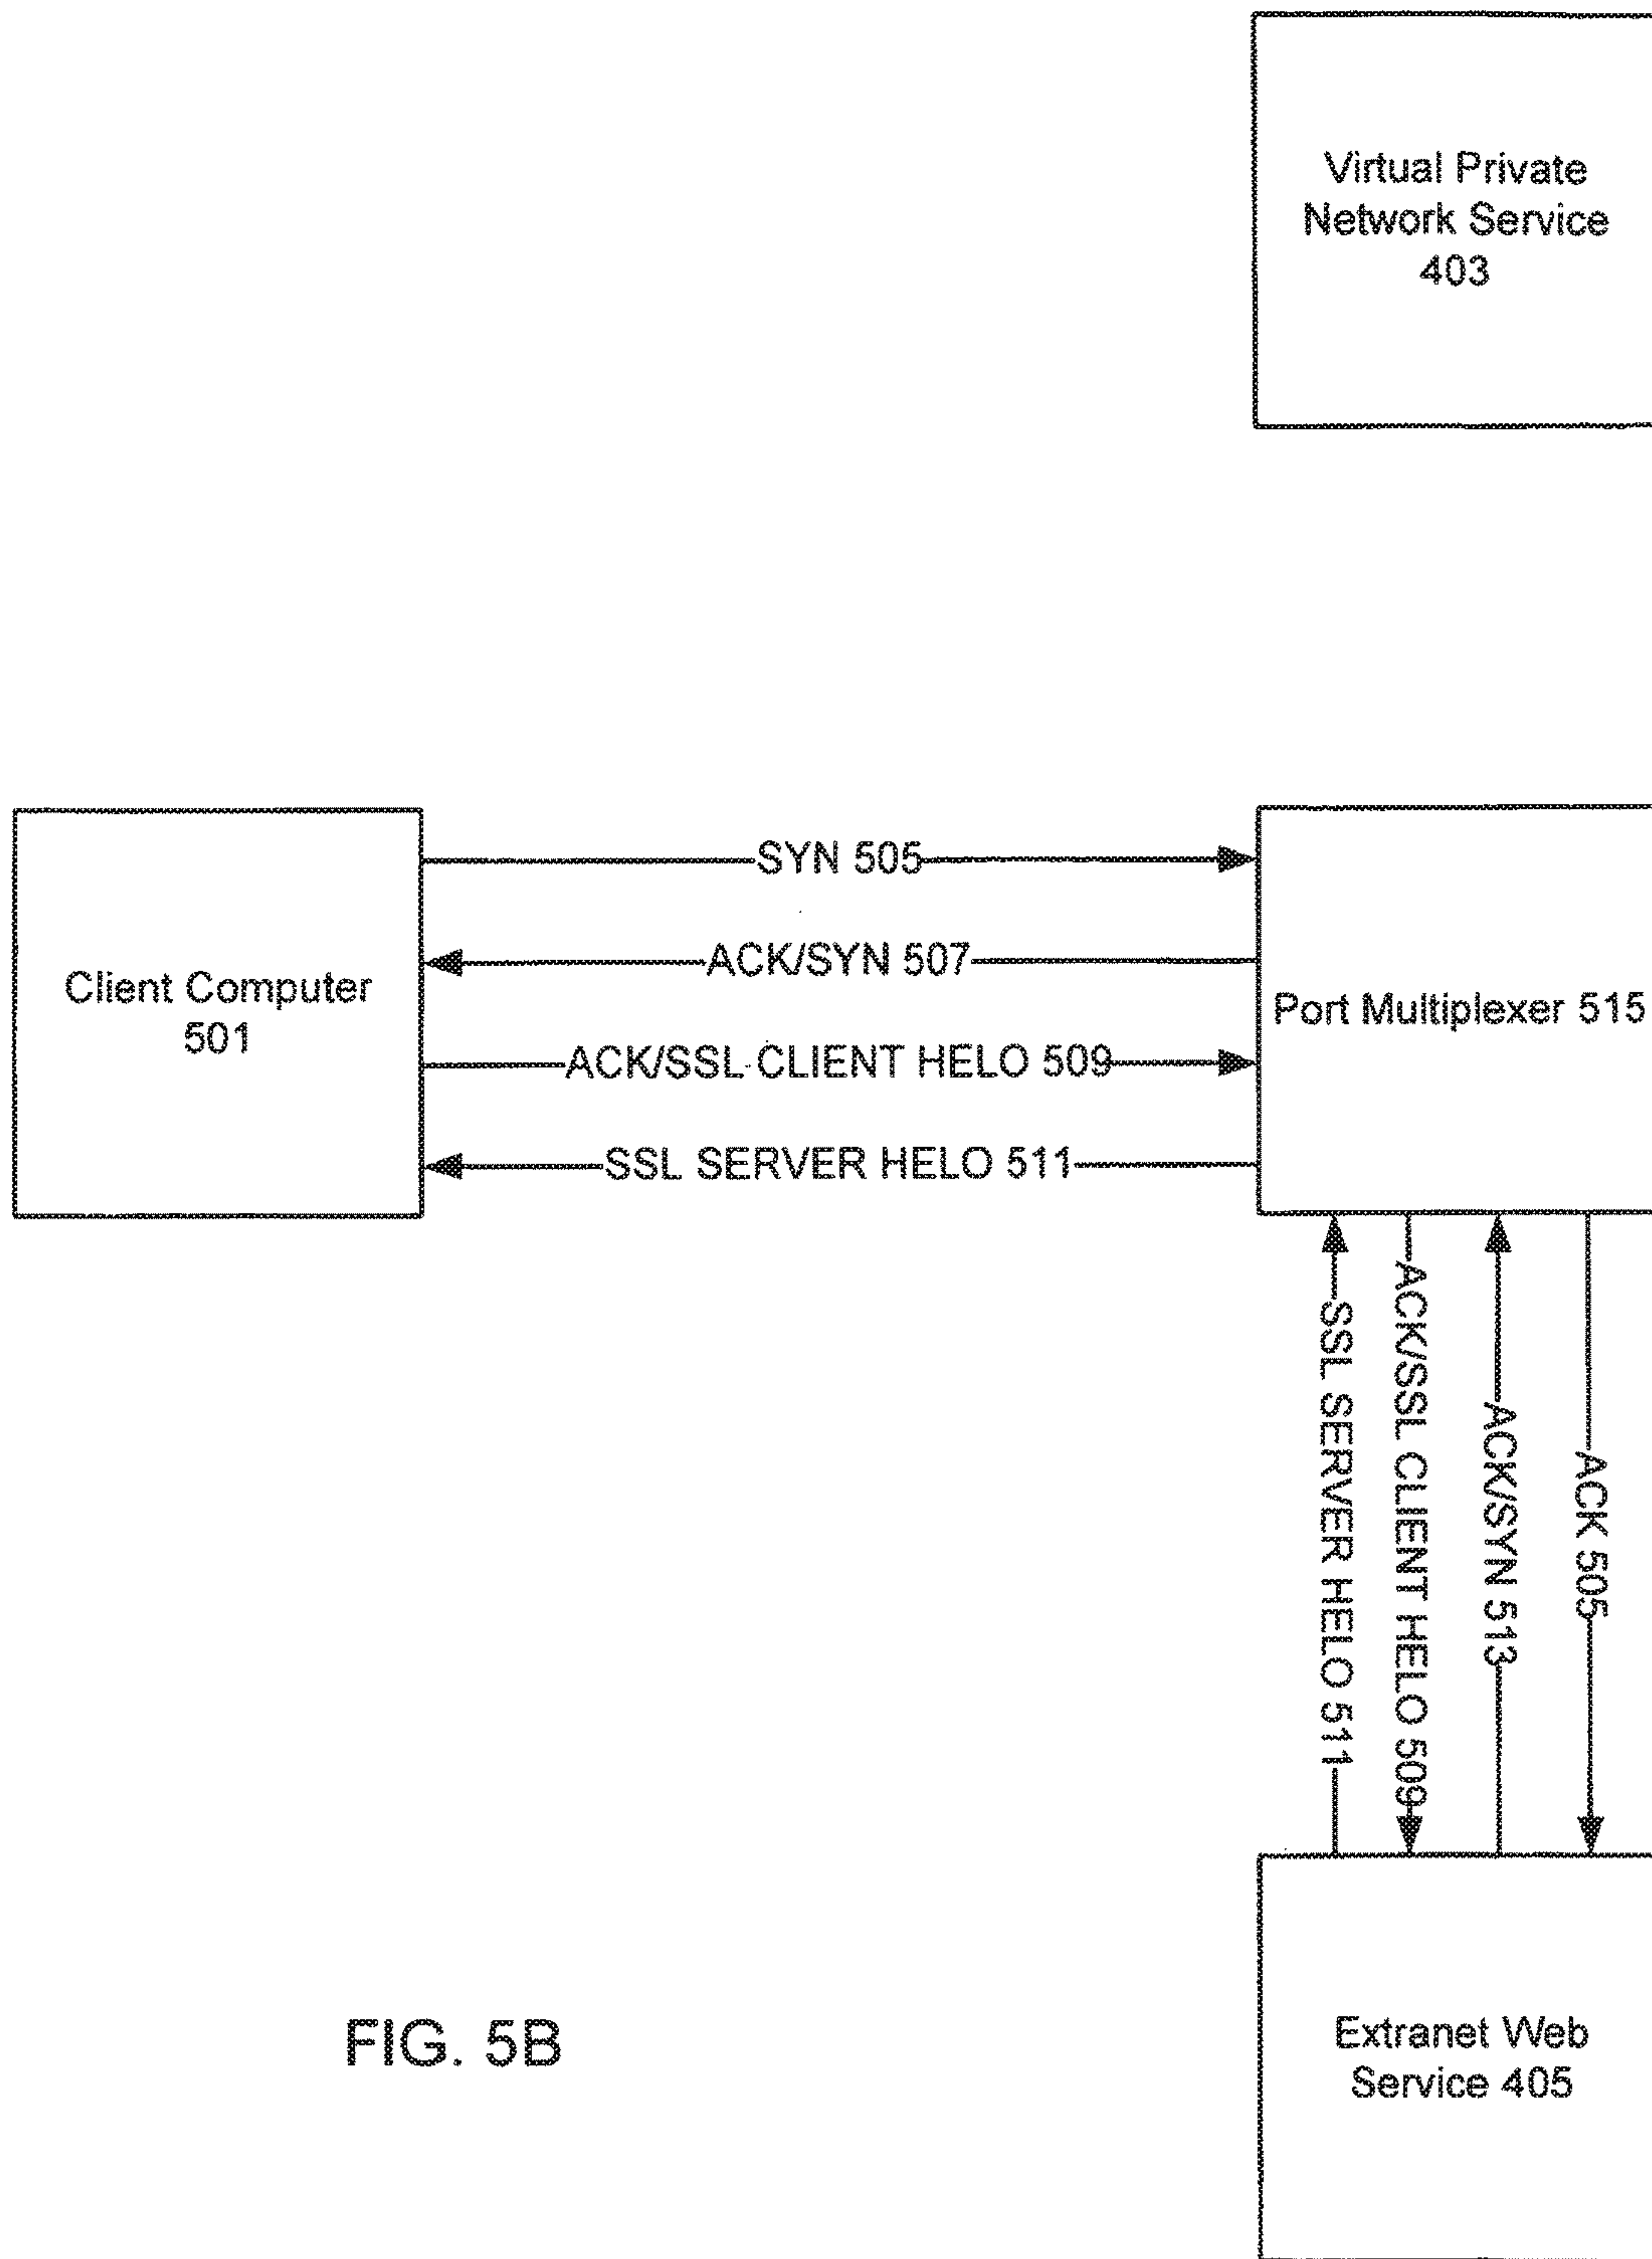 Virtual Private
Network Service
403
SYN 505
ACK/SYN 507
Client Computer
501
Port Multiplexer 515
ACK/SSL CLIENT HELO 509
SSL SERVER HELO 511
SSL SERVER HELO 511
ACK/SSL CLIENT HELO 509
ACK/SYN 513
ACK 505
Extranet Web
Service 405
FIG. 5B